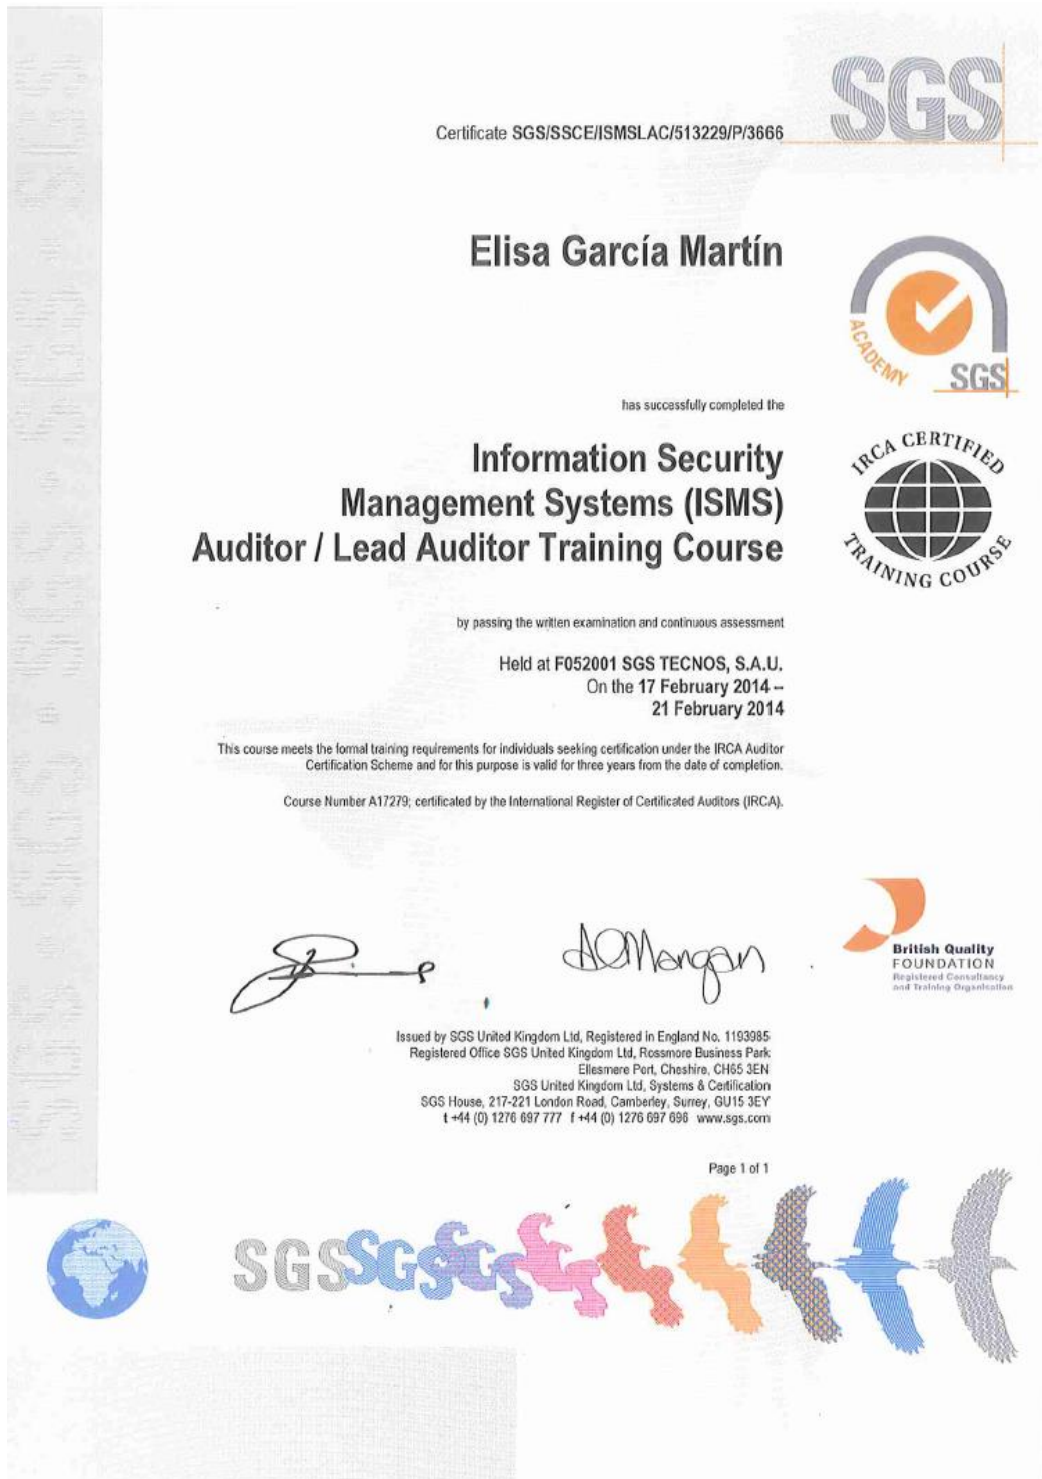 SGS
Certificate SGS/SSCE/ISMSLAC/513229/P/3666
Elisa García Martín
ACADEMY
SGS
has successfully completed the
IRCA CERTIFIED
TRAINING COURSE
Information Security
Management Systems (ISMS)
Auditor / Lead Auditor Training Course
by passing the written examination and continuous assessment
Held at F052001 SGS TECNOS, S.A.U.
On the 17 February 2014 –
21 February 2014
This course meets the formal training requirements for individuals seeking certification under the IRCA Auditor
Certification Scheme and for this purpose is valid for three years from the date of completion.
Course Number A17279; certificated by the International Register of Certificated Auditors (IRCA).
British Quality
FOUNDATION
Registered Consultancy
and Training Organisation
Issued by SGS United Kingdom Ltd, Registered in England No. 1193985
Registered Office SGS United Kingdom Ltd, Rossmore Business Park
Ellesmere Port, Cheshire, CH65 3EN
SGS United Kingdom Ltd, Systems & Certification
SGS House, 217-221 London Road, Camberley, Surrey, GU15 3EY
t +44 (0) 1276 697 777 f +44 (0) 1276 697 696 www.sgs.com
Page 1 of 1
SGSSGSSGS